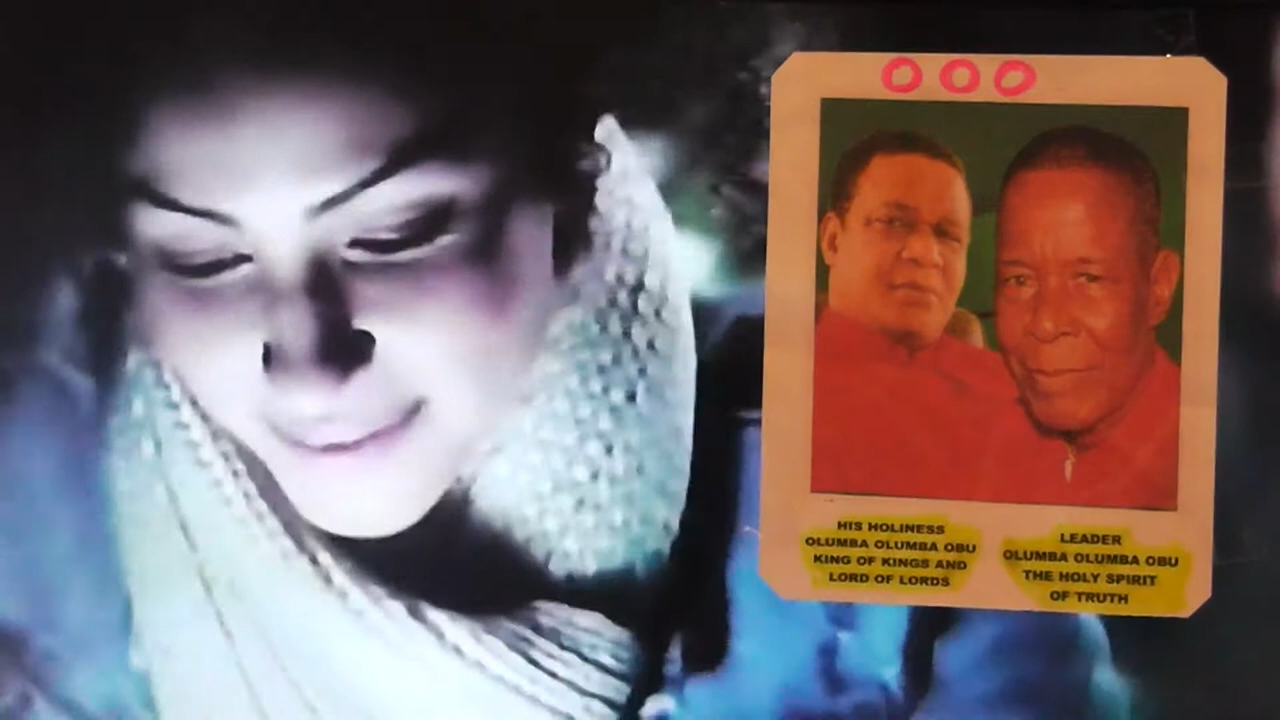 O O O
HIS HOLINESS
OLUMBA OLUMBA OBU
KING OF KINGS AND
LORD OF LORDS
LEADER
OLUMBA OLUMBA OBU
THE HOLY SPIRIT
OF TRUTH